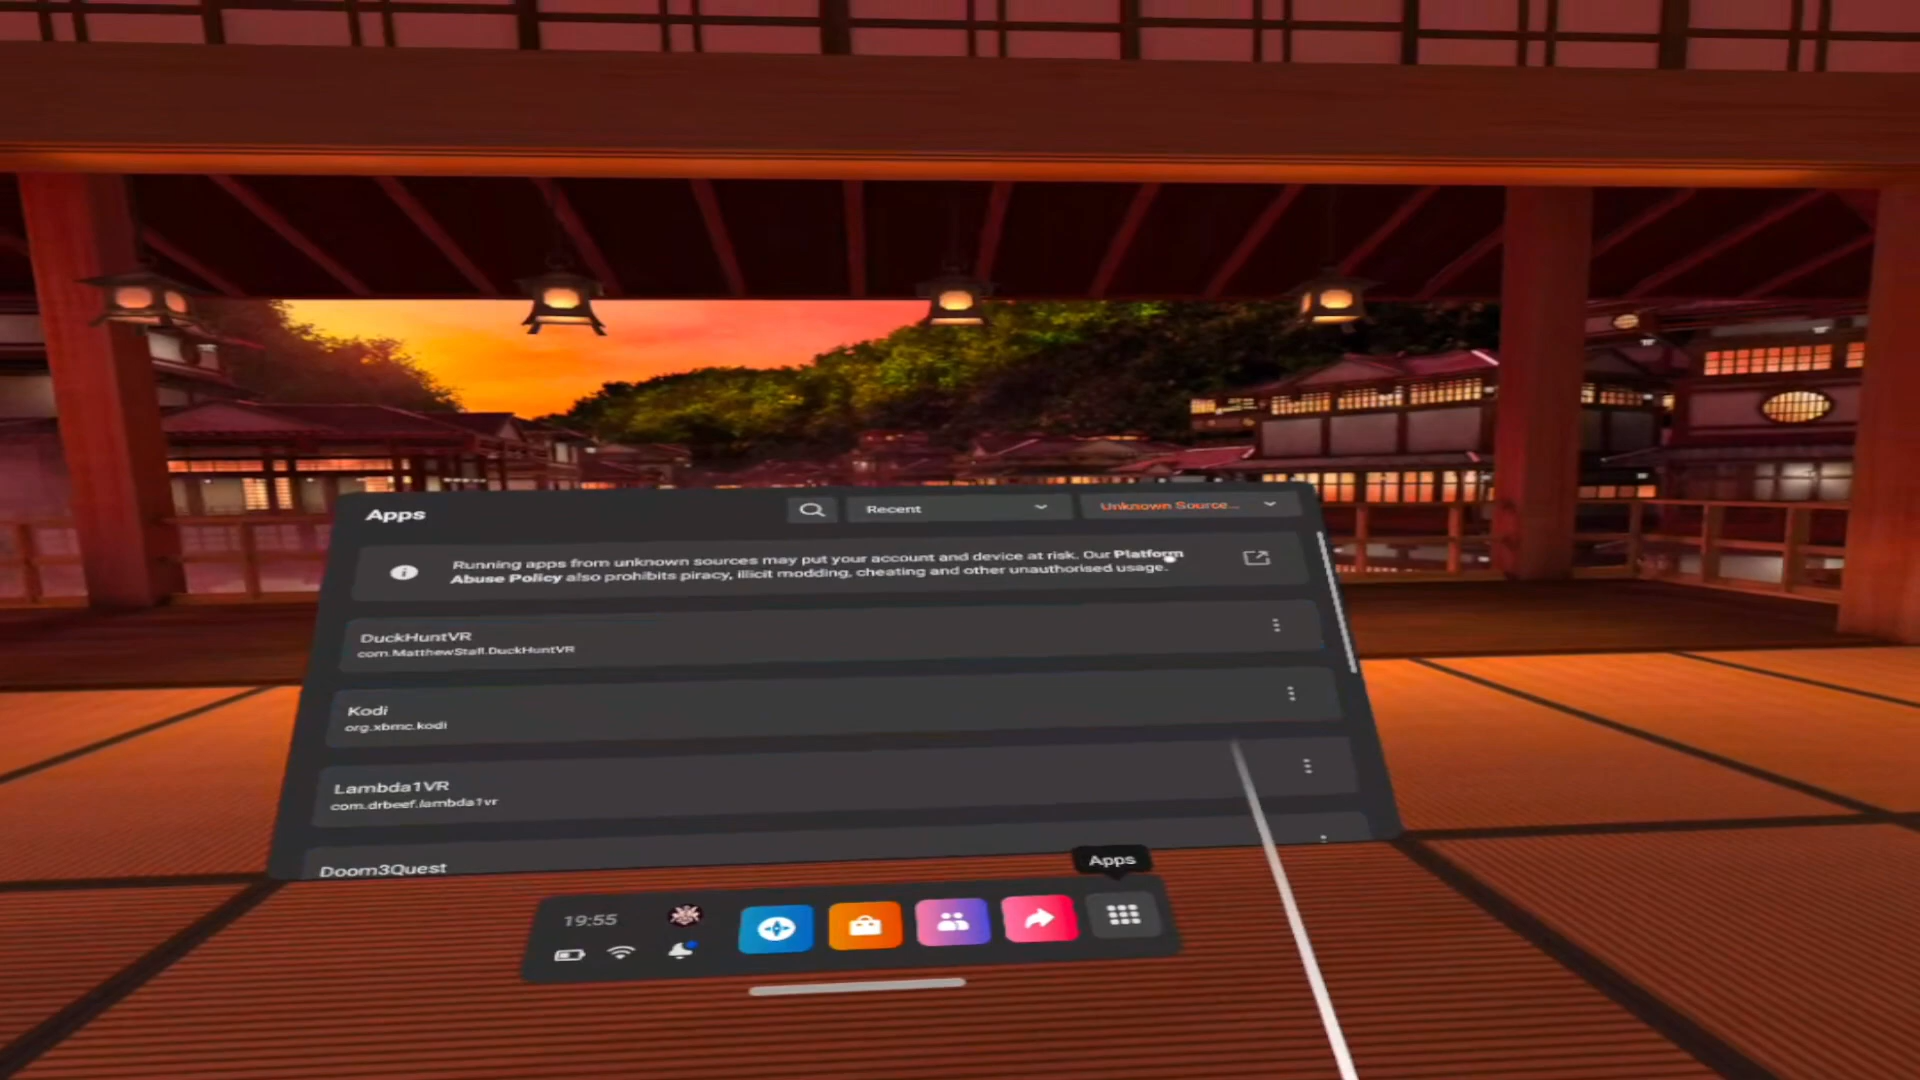 Apps
Recent
Unknown Source...
Running apps from unknown sources may put your account and device at risk. Our Platform
Abuse Policy also prohibits piracy, illicit modding, cheating and other unauthorised usage.
DuckHuntVR
com.MatthewStall.DuckHuntVR
Kodi
org.xbmc.kodi
Lambda1VR
com.drbeef.lambda1vr
Doom3Quest
Apps
19:55